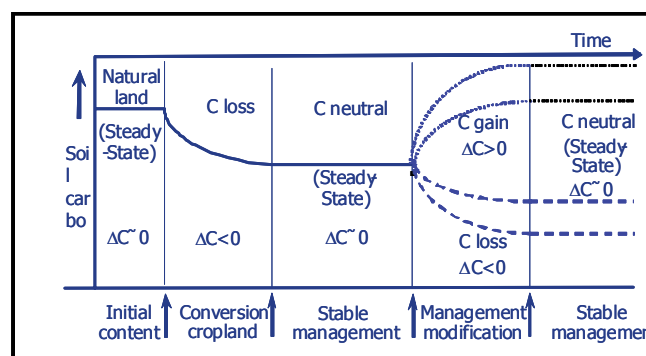 Time
Natural
land
(Steady
-State)
ΔC~0
Soi
l
car
bo
C loss
ΔC<0
C neutral
(Steady-
State)
ΔC~0
C gain
ΔC>0
C loss
ΔC<0
C neutral
(Steady-
State)
ΔC~0
Initial
content
Conversion
cropland
Stable
management
Management
modification
Stable
managemen